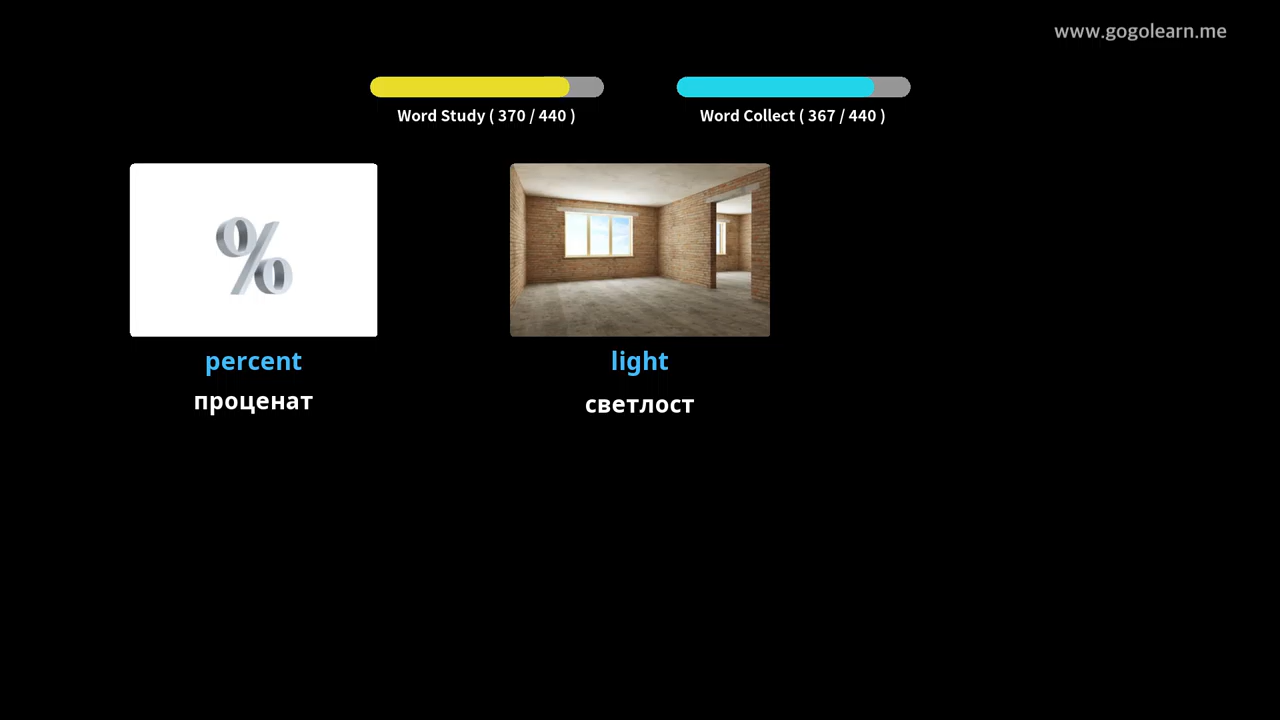 www.gogolearn.me
Word Study ( 370 / 440 )
Word Collect ( 367 / 440 )
%
percent
light
проценат
светлост